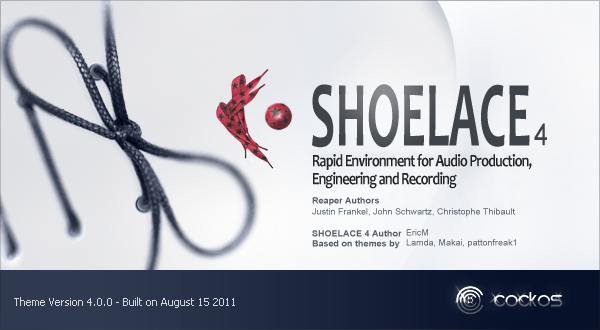 SHOELACE 4
Rapid Environment for Audio Production,
Engineering and Recording
Reaper Authors
Justin Frankel, John Schwartz, Christophe Thibault
SHOELACE 4 Author EricM
Based on themes by Lamda, Makai, pattonfreak1
Theme Version 4.0.0 - Built on August 15 2011
cockos